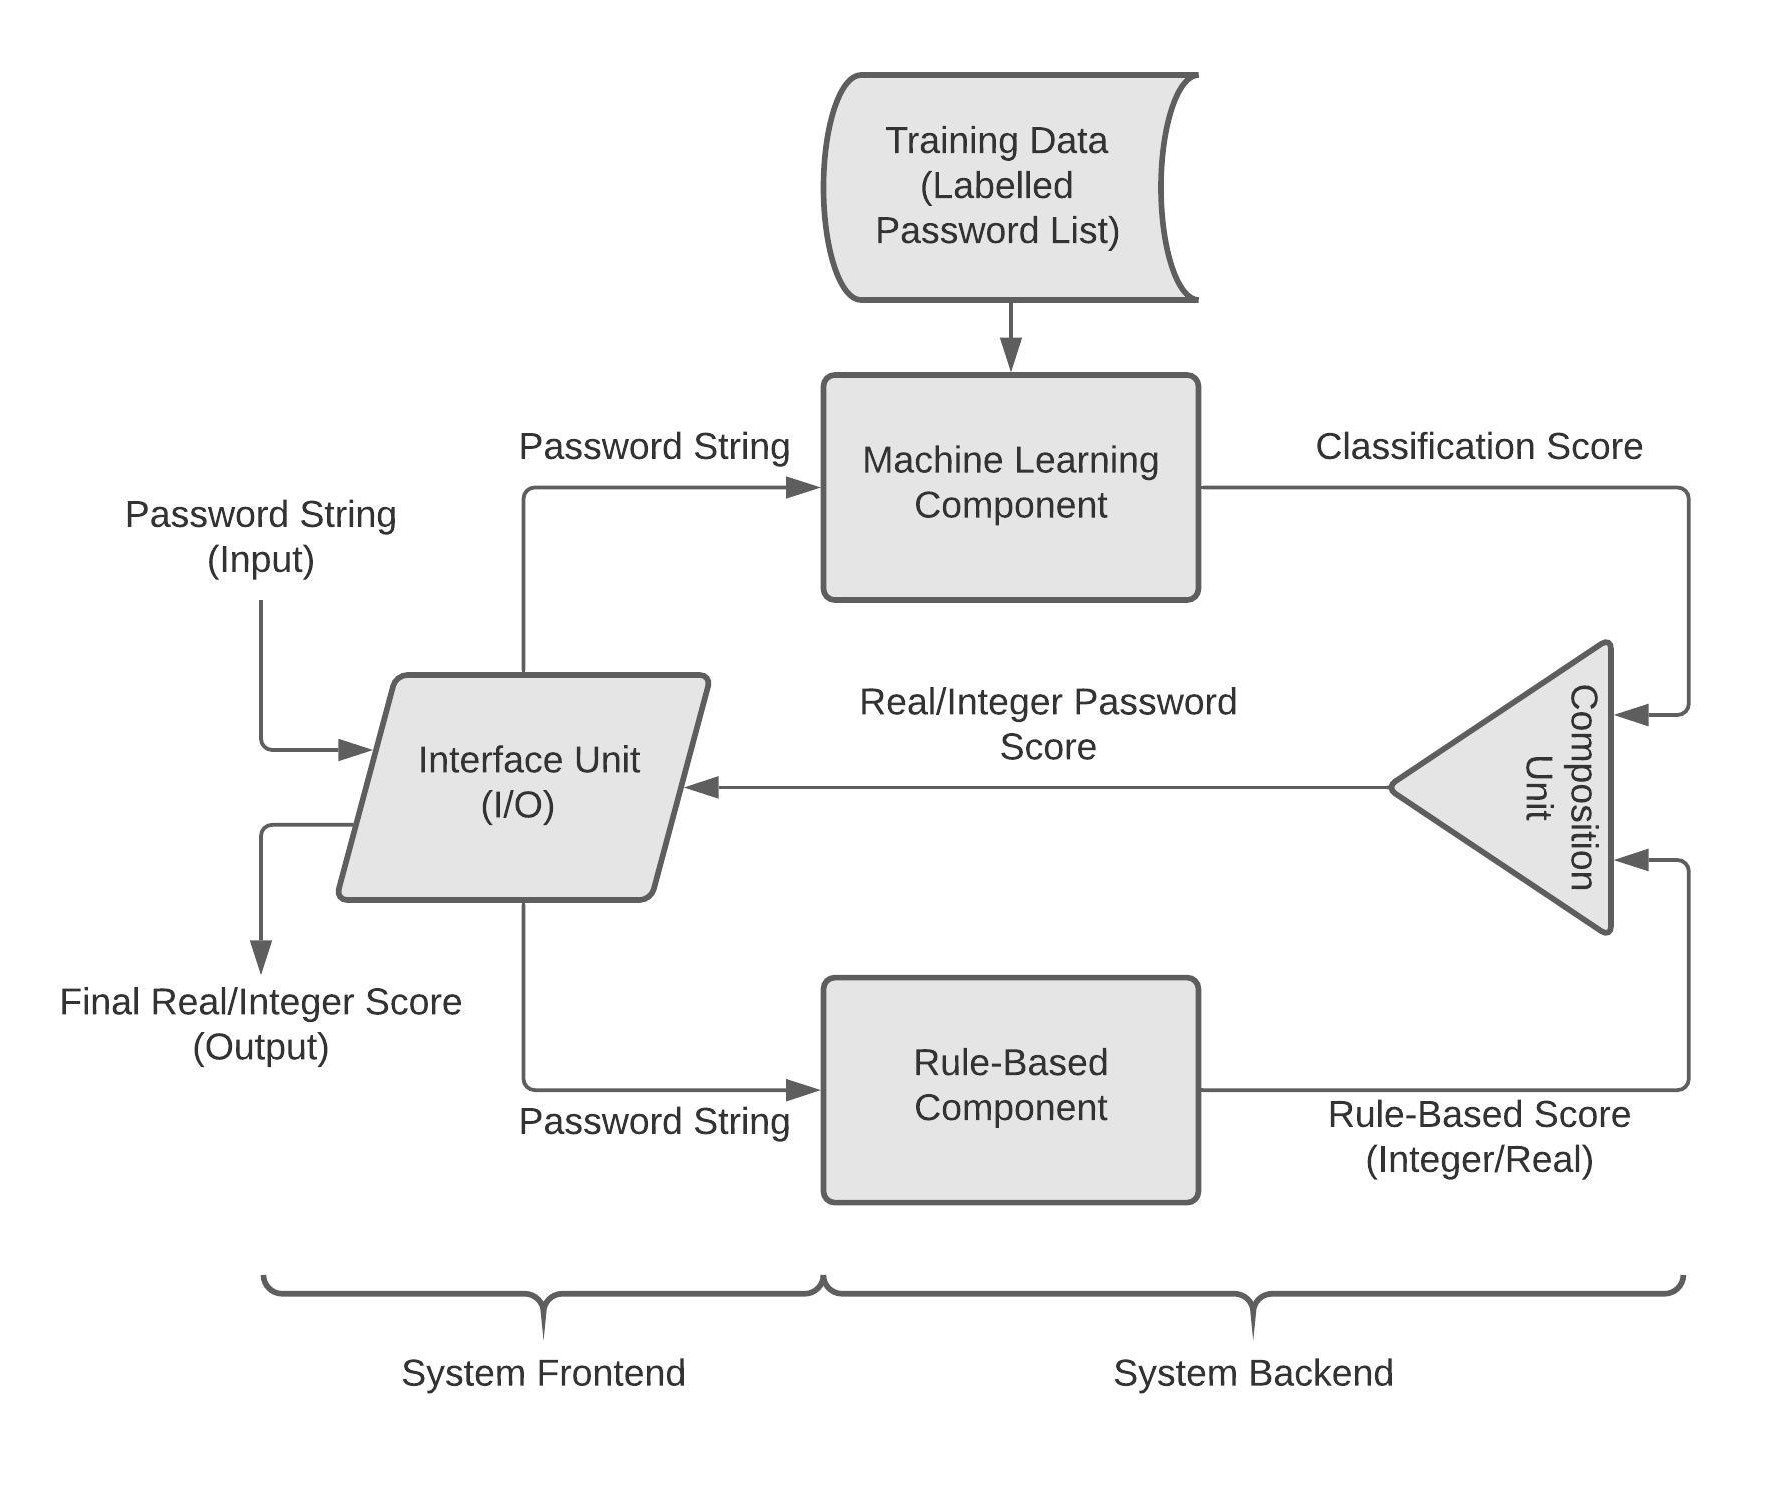 Training Data
(Labelled
Password List)
Password String
Machine Learning
Component
Classification Score
Password String
(Input)
Interface Unit
(I/O)
Real/Integer Password
Score
Composition
Unit
Final Real/Integer Score
(Output)
Password String
Rule-Based
Component
Rule-Based Score
(Integer/Real)
System Frontend
System Backend